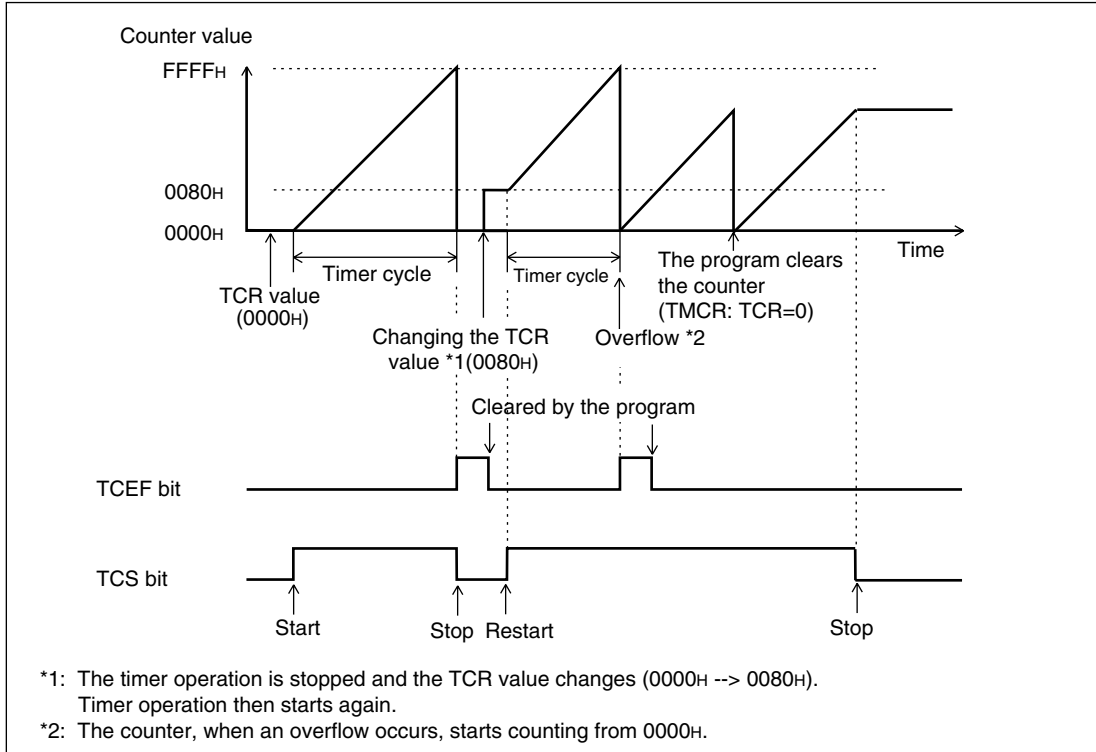 Counter value
FFFFH
0080H
0000H
Time
Timer cycle
Timer cycle
TCR value
(0000H)
Changing the TCR
value *1(0080H)
Overflow *2
The program clears
the counter
(TMCR: TCR=0)
Cleared by the program
TCEF bit
TCS bit
Start
Stop
Restart
Stop
*1: The timer operation is stopped and the TCR value changes (0000H --> 0080H).
Timer operation then starts again.
*2: The counter, when an overflow occurs, starts counting from 0000H.